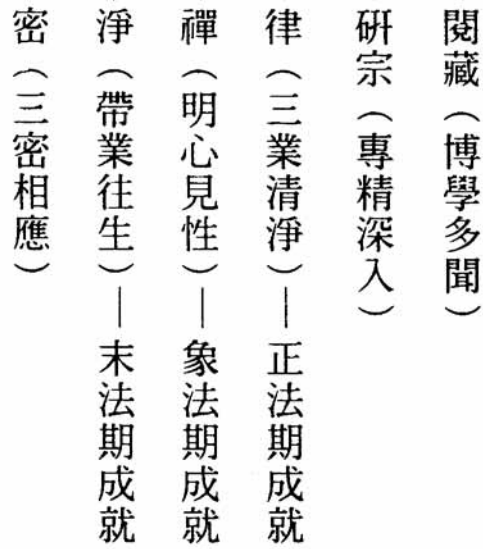 閱藏（博學多聞）
研宗（專精深入）
律（三業清淨）—正法期成就
禪（明心見性）—象法期成就
淨（帶業往生）—末法期成就
密（三密相應）